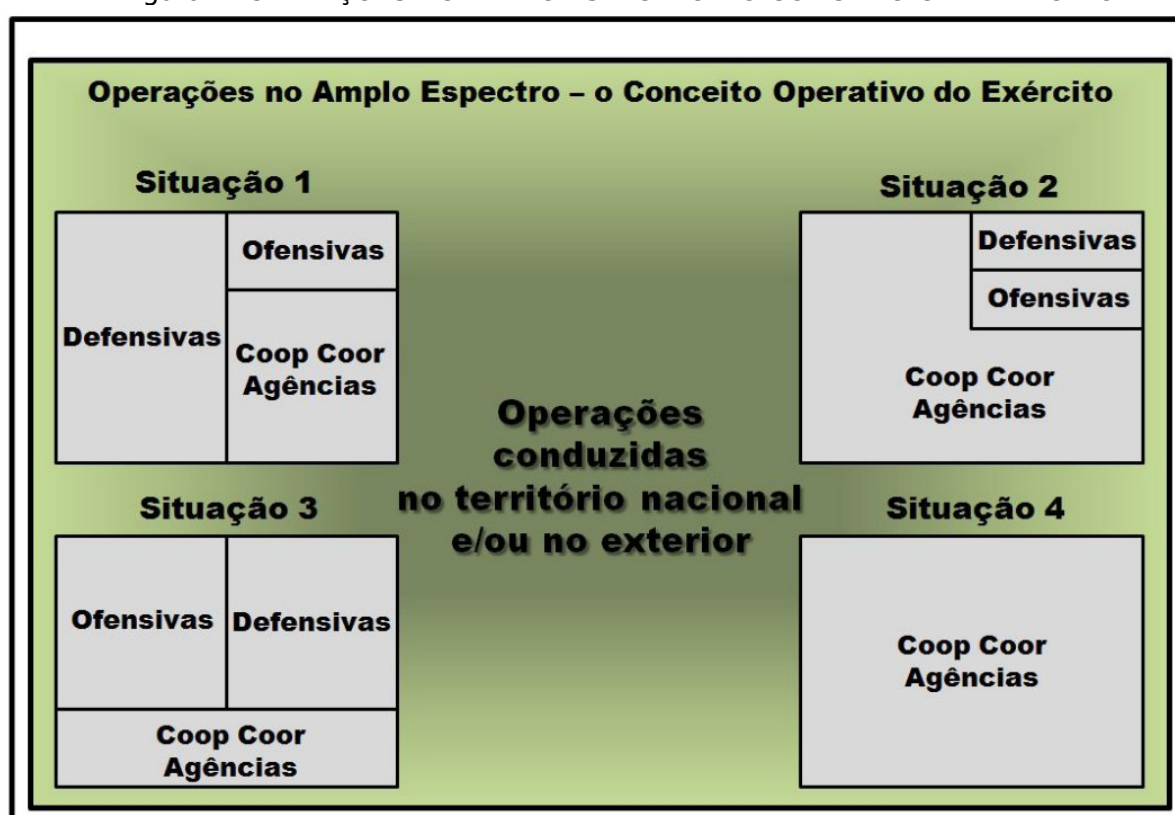 Operações no Amplo Espectro – o Conceito Operativo do Exército
Situação 1
Defensivas
Ofensivas
Coop Coor
Agências
Situação 2
Defensivas
Ofensivas
Coop Coor
Agências
Operações
conduzidas
no território nacional
e/ou no exterior
Situação 3
Ofensivas
Defensivas
Coop Coor
Agências
Situação 4
Coop Coor
Agências